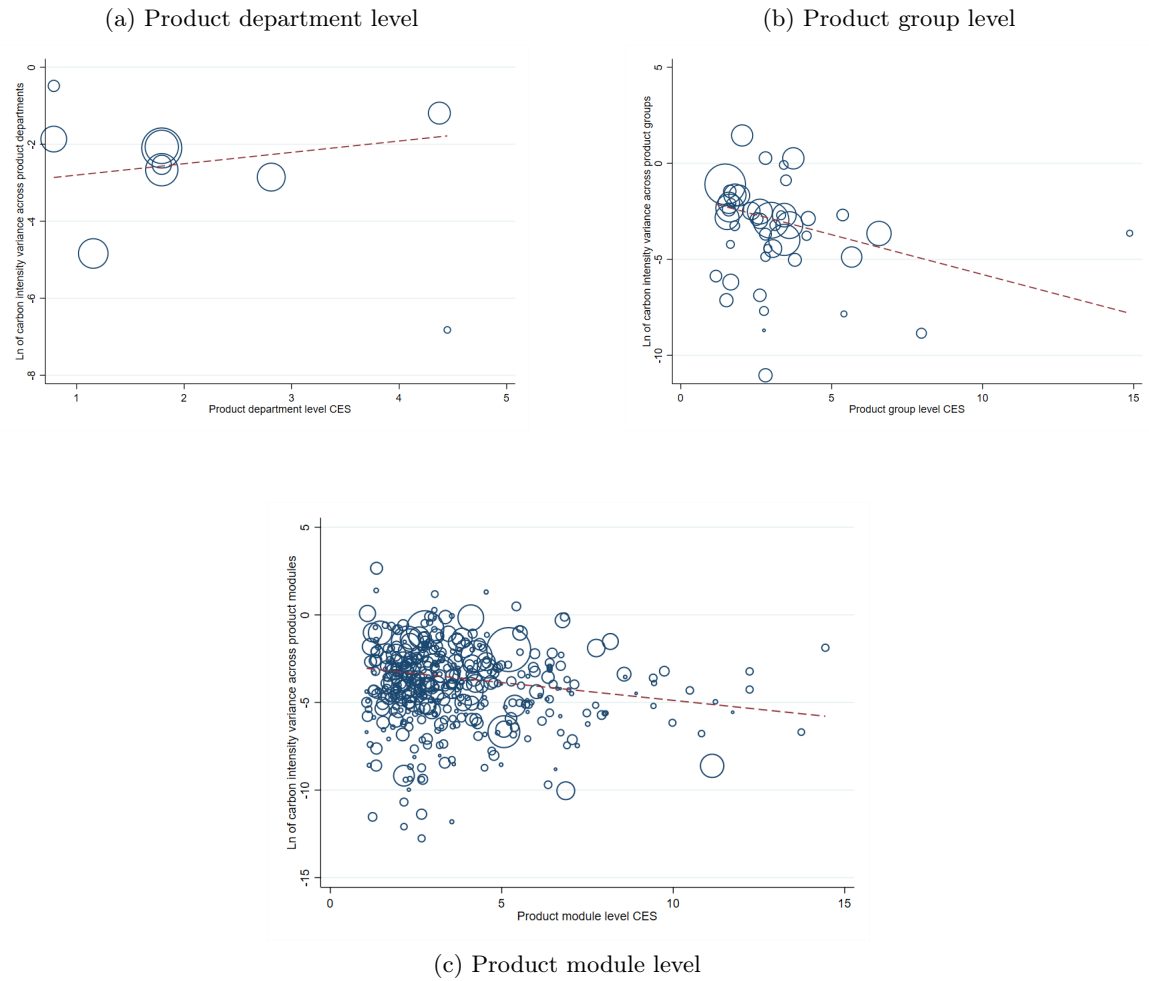 (a) Product department level
(b) Product group level
Ln of carbon intensity variance across product departments
0
-2
-4
-6
-8
1 2 3 4 5
Product department level CES
Ln of carbon intensity variance across product groups
5
0
-5
-10
0 5 10 15
Product group level CES
Ln of carbon intensity variance across product modules
5
0
-5
-10
-15
0 5 10 15
Product module level CES
(c) Product module level